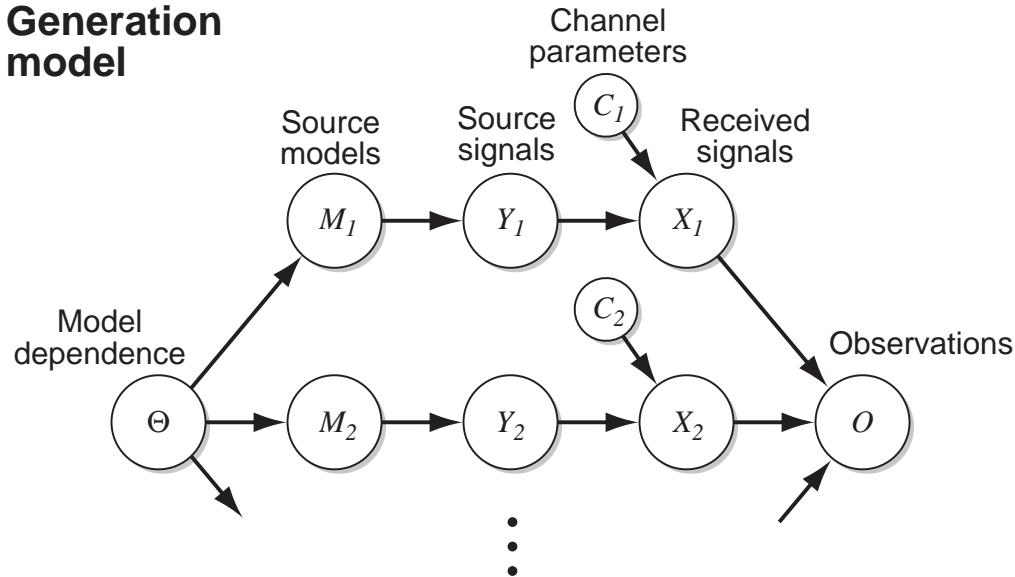 Generation
model
Channel
parameters
C1
Source
models
Source
signals
Received
signals
M1
Y1
X1
C2
Model
dependence
Observations
Θ
M2
Y2
X2
O